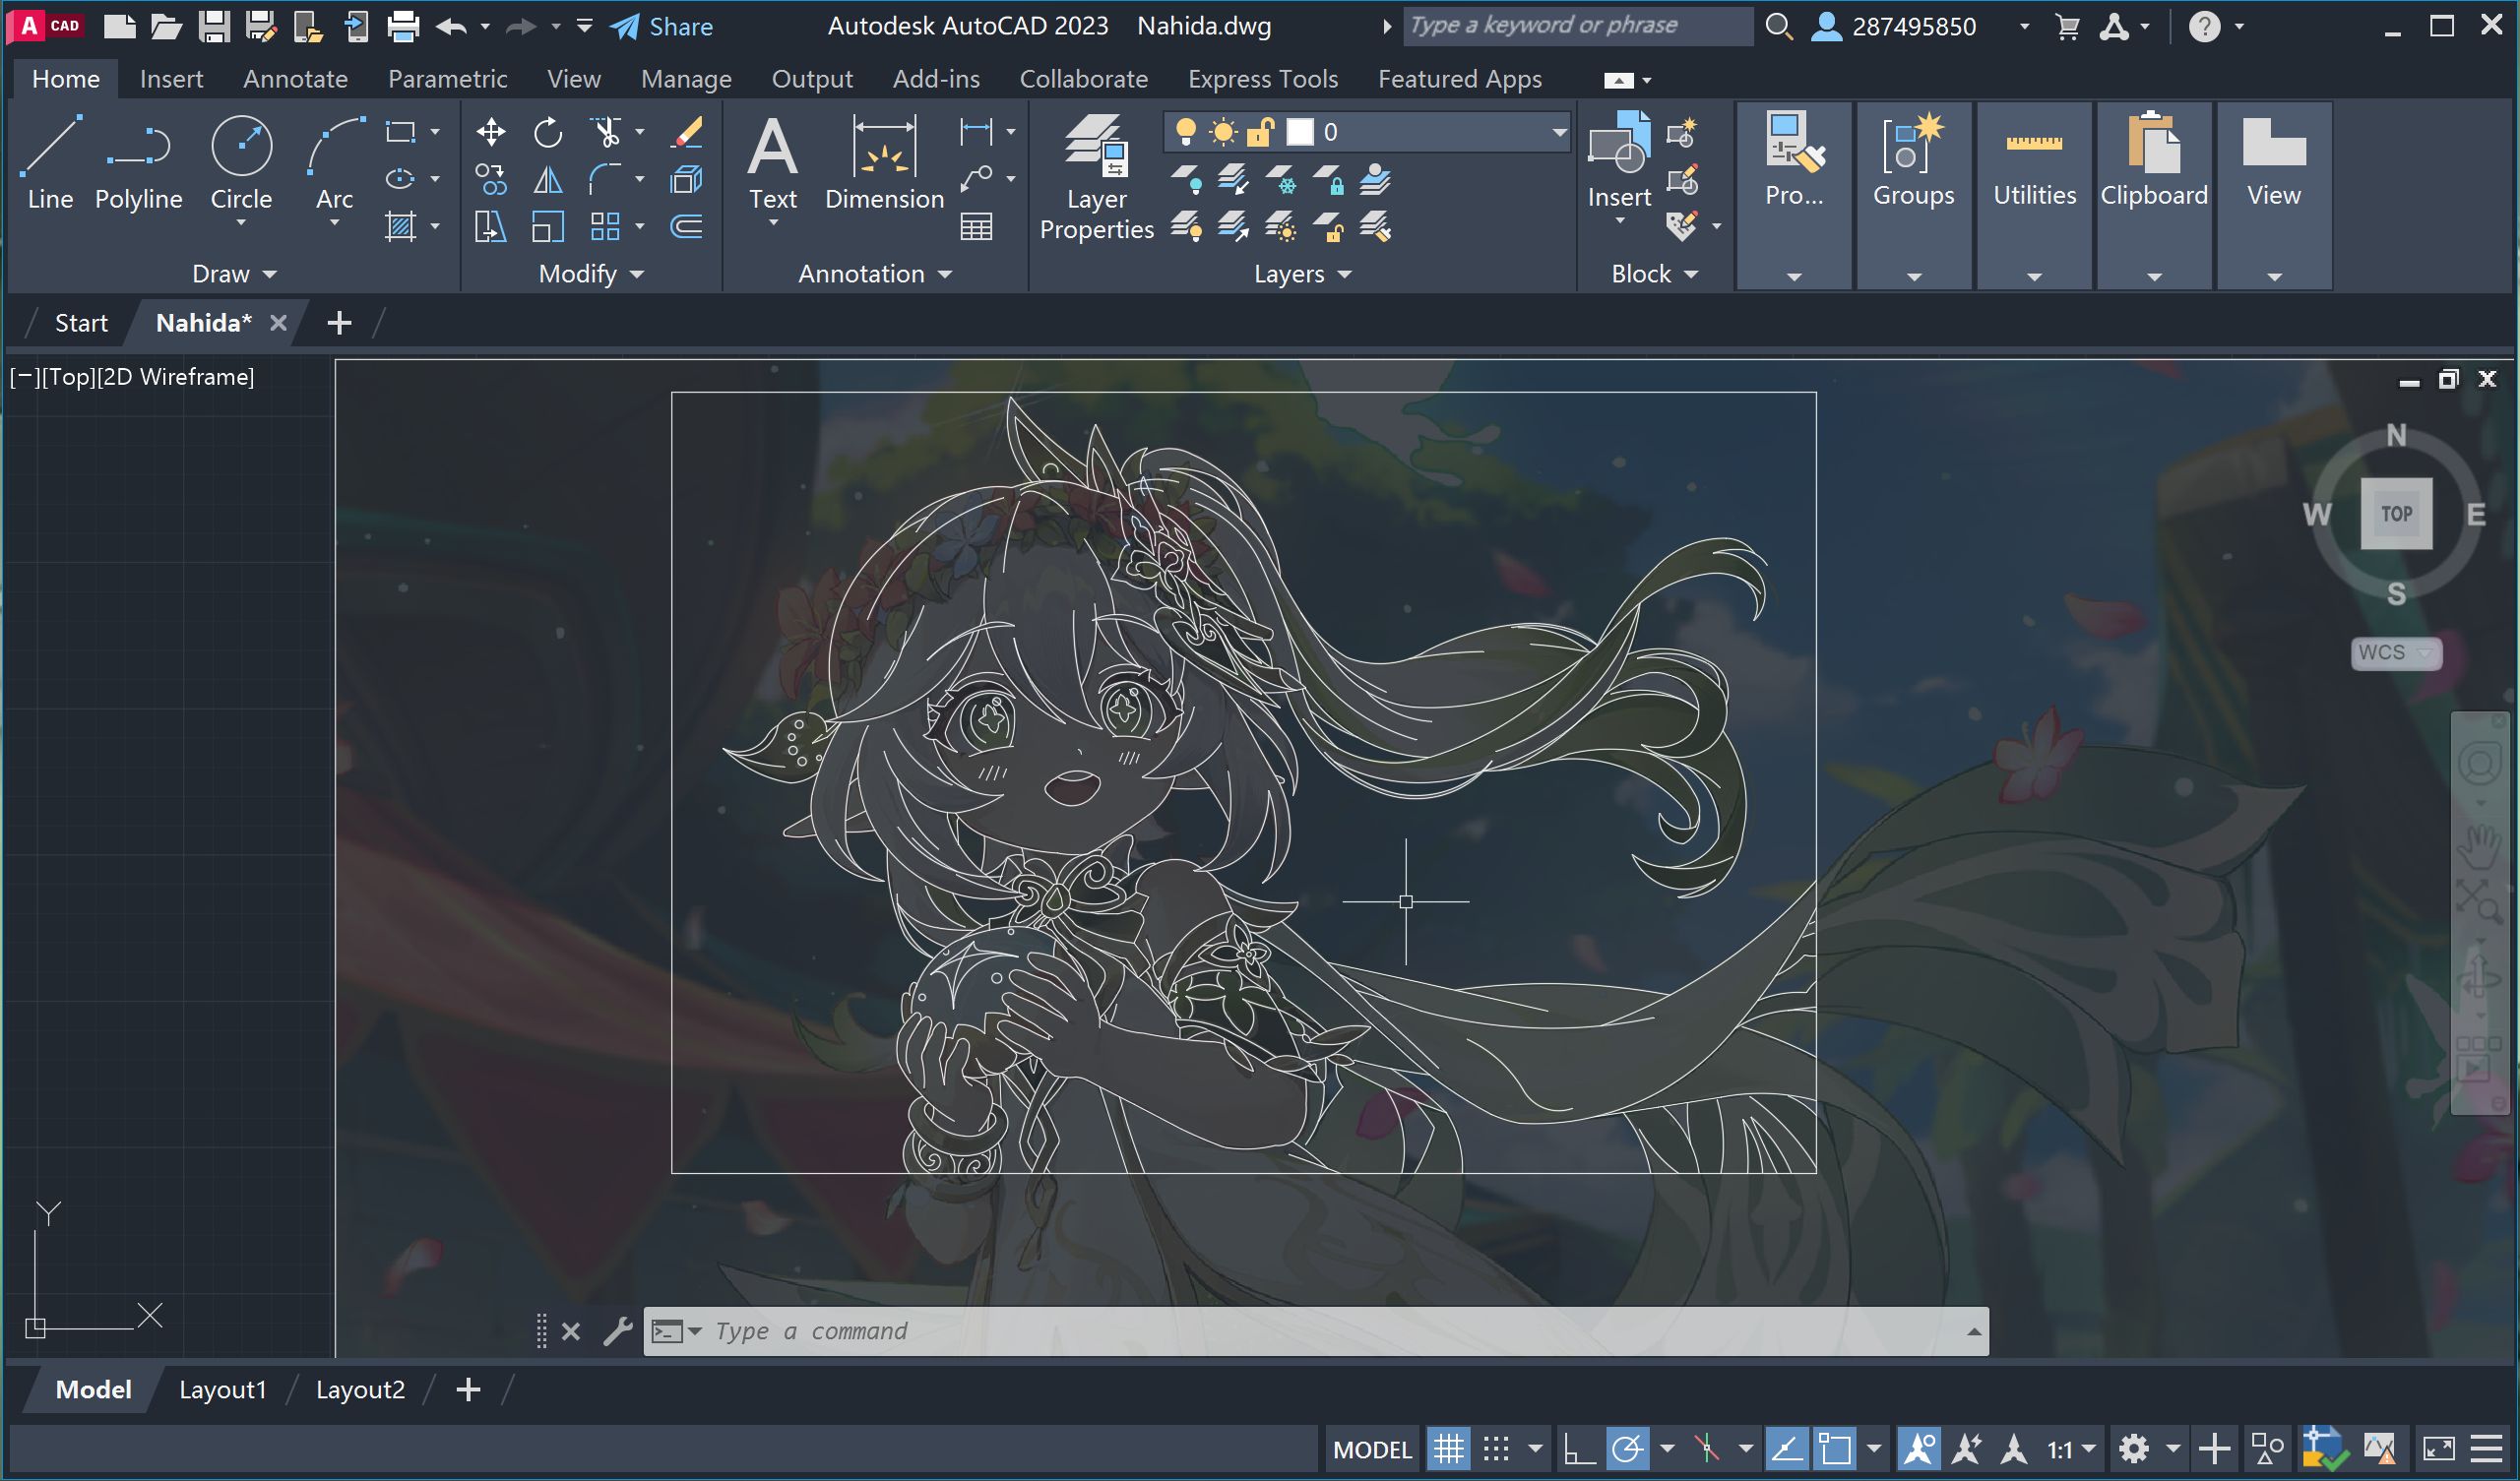 A CAD
Share
Autodesk AutoCAD 2023 Nahida.dwg
Type a keyword or phrase
287495850
?
Home Insert Annotate Parametric View Manage Output Add-ins Collaborate Express Tools Featured Apps
Line Polyline Circle Arc
Draw
Modify
A
Text Dimension
Annotation
Layer
Properties
0
Layers
Insert
Block
Pro...
Groups
Utilities
Clipboard
View
Start Nahida* +
[−][Top][2D Wireframe]
N
W TOP E
S
WCS
Y
X
Type a command
Model Layout1 Layout2 +
MODEL
1:1